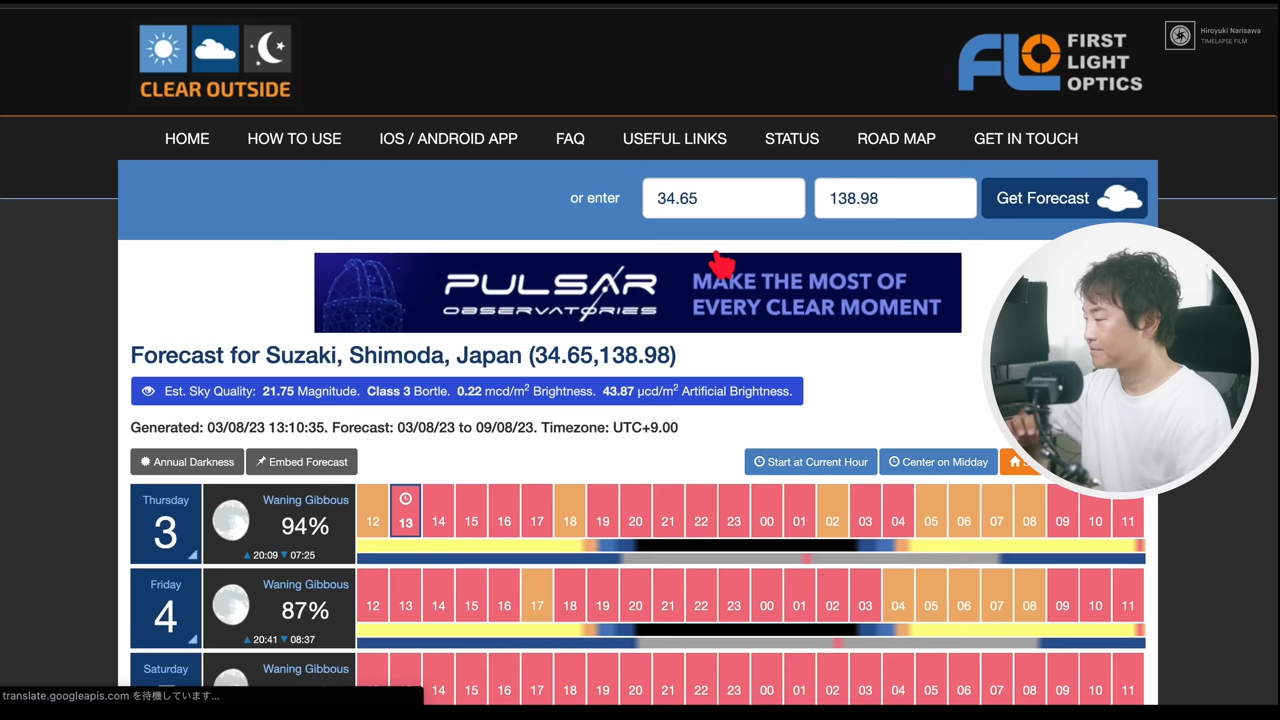 CLEAR OUTSIDE
FLO FIRST LIGHT OPTICS
Hiroyuki Narisawa
TIMELAPSE FILM
HOME HOW TO USE IOS / ANDROID APP FAQ USEFUL LINKS STATUS ROAD MAP GET IN TOUCH
or enter 34.65 138.98 Get Forecast
PULSAR OBSERVATORIES
MAKE THE MOST OF
EVERY CLEAR MOMENT
Forecast for Suzaki, Shimoda, Japan (34.65,138.98)
Est. Sky Quality: 21.75 Magnitude. Class 3 Bortle. 0.22 mcd/m² Brightness. 43.87 μcd/m² Artificial Brightness.
Generated: 03/08/23 13:10:35. Forecast: 03/08/23 to 09/08/23. Timezone: UTC+9.00
Annual Darkness Embed Forecast Start at Current Hour Center on Midday
Thursday
3
Waning Gibbous
94%
20:09 07:25
12 13 14 15 16 17 18 19 20 21 22 23 00 01 02 03 04 05 06 07 08 09 10 11
Friday
4
Waning Gibbous
87%
20:41 08:37
12 13 14 15 16 17 18 19 20 21 22 23 00 01 02 03 04 05 06 07 08 09 10 11
Saturday
Waning Gibbous
14 15 16 17 18 19 20 21 22 23 00 01 02 03 04 05 06 07 08 09 10 11
translate.googleapis.com を待機しています...